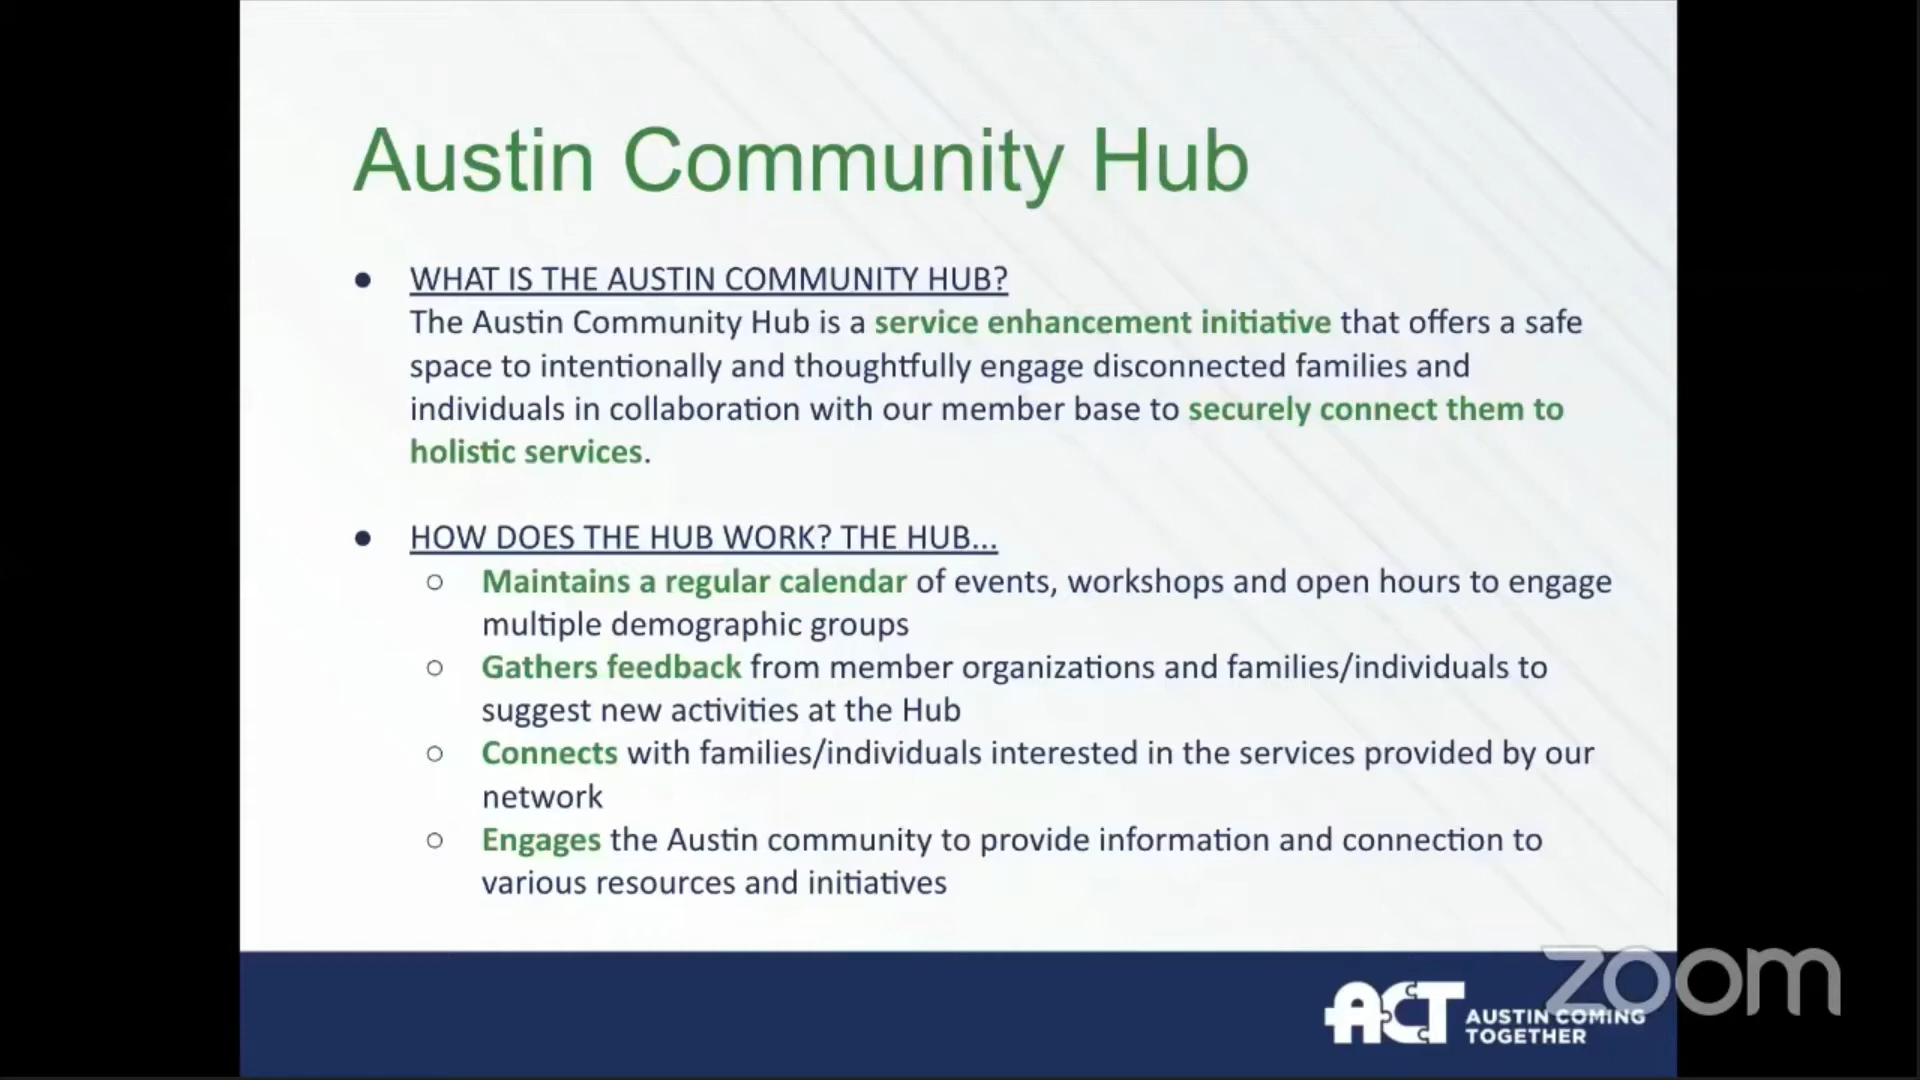 Austin Community Hub
● WHAT IS THE AUSTIN COMMUNITY HUB?
The Austin Community Hub is a service enhancement initiative that offers a safe
space to intentionally and thoughtfully engage disconnected families and
individuals in collaboration with our member base to securely connect them to
holistic services.
● HOW DOES THE HUB WORK? THE HUB...
○ Maintains a regular calendar of events, workshops and open hours to engage
multiple demographic groups
○ Gathers feedback from member organizations and families/individuals to
suggest new activities at the Hub
○ Connects with families/individuals interested in the services provided by our
network
○ Engages the Austin community to provide information and connection to
various resources and initiatives
ACT AUSTIN COMING
TOGETHER
zoom